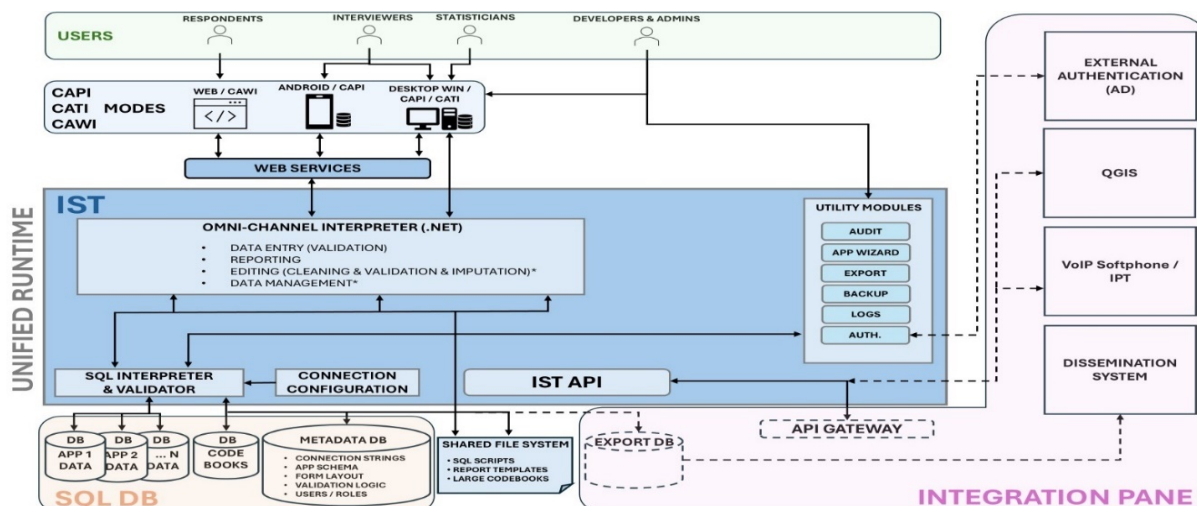 RESPONDENTS
INTERVIEWERS
STATISTICIANS
DEVELOPERS & ADMINS
USERS
CAPI
CATI MODES
CAWI
WEB / CAWI
ANDROID / CAPI
DESKTOP WIN
/ CAPI / CATI
WEB SERVICES
UNIFIED RUNTIME
IST
OMNI-CHANNEL INTERPRETER (.NET)
• DATA ENTRY (VALIDATION)
• REPORTING
• EDITING (CLEANING & VALIDATION & IMPUTATION)*
• DATA MANAGEMENT*
UTILITY MODULES
AUDIT
APP WIZARD
EXPORT
BACKUP
LOGS
AUTH.
SQL INTERPRETER
& VALIDATOR
CONNECTION
CONFIGURATION
IST API
DB
APP 1
DATA
DB
APP 2
DATA
DB
... N
DATA
DB
CODE
BOOKS
METADATA DB
• CONNECTION STRINGS
• APP SCHEMA
• FORM LAYOUT
• VALIDATION LOGIC
• USERS / ROLES
SHARED FILE SYSTEM
• SQL SCRIPTS
• REPORT TEMPLATES
• LARGE CODEBOOKS
SQL DB
EXPORT DB
API GATEWAY
EXTERNAL
AUTHENTICATION
(AD)
QGIS
VoIP Softphone /
IPT
DISSEMINATION
SYSTEM
INTEGRATION PANE